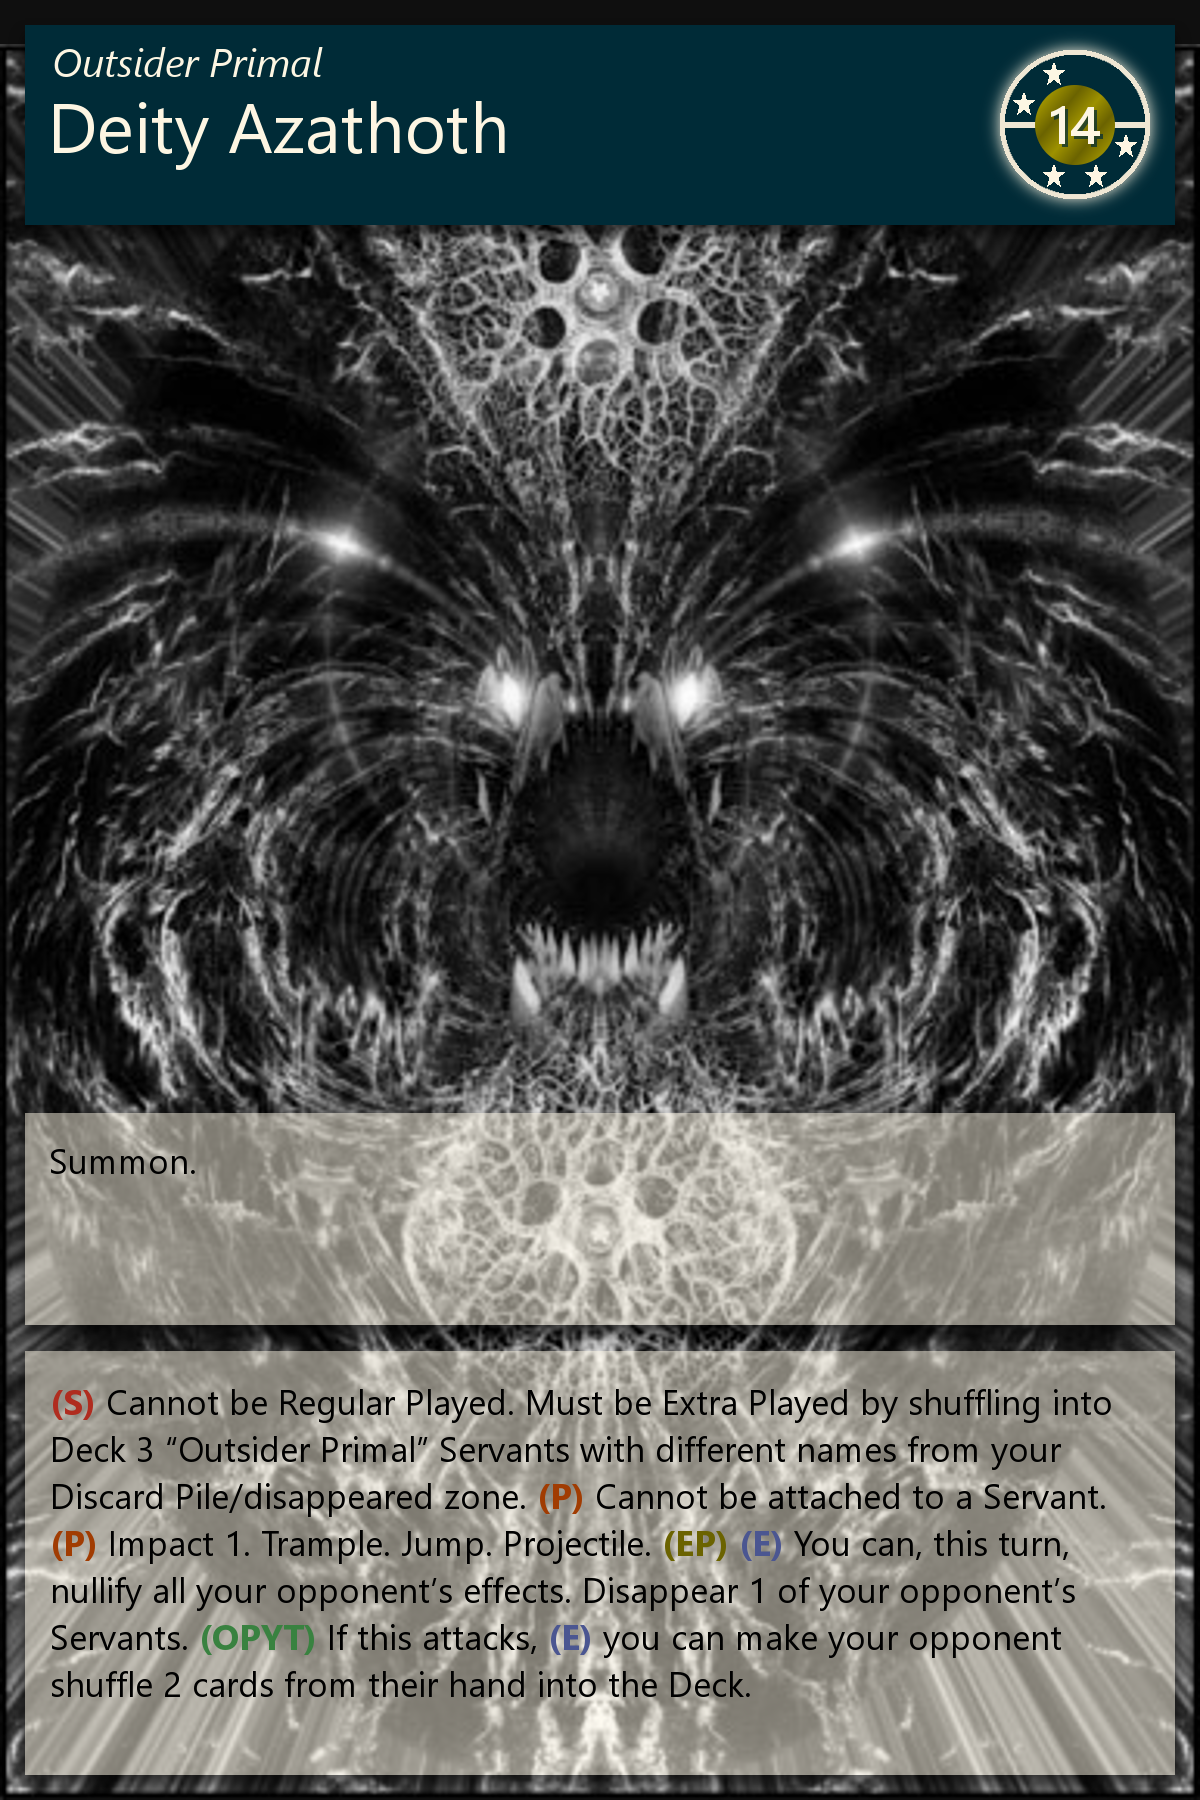 Outsider Primal
Deity Azathoth
14
Summon.
(S) Cannot be Regular Played. Must be Extra Played by shuffling into
Deck 3 “Outsider Primal” Servants with different names from your
Discard Pile/disappeared zone. (P) Cannot be attached to a Servant.
(P) Impact 1. Trample. Jump. Projectile. (EP) (E) You can, this turn,
nullify all your opponent’s effects. Disappear 1 of your opponent’s
Servants. (OPYT) If this attacks, (E) you can make your opponent
shuffle 2 cards from their hand into the Deck.